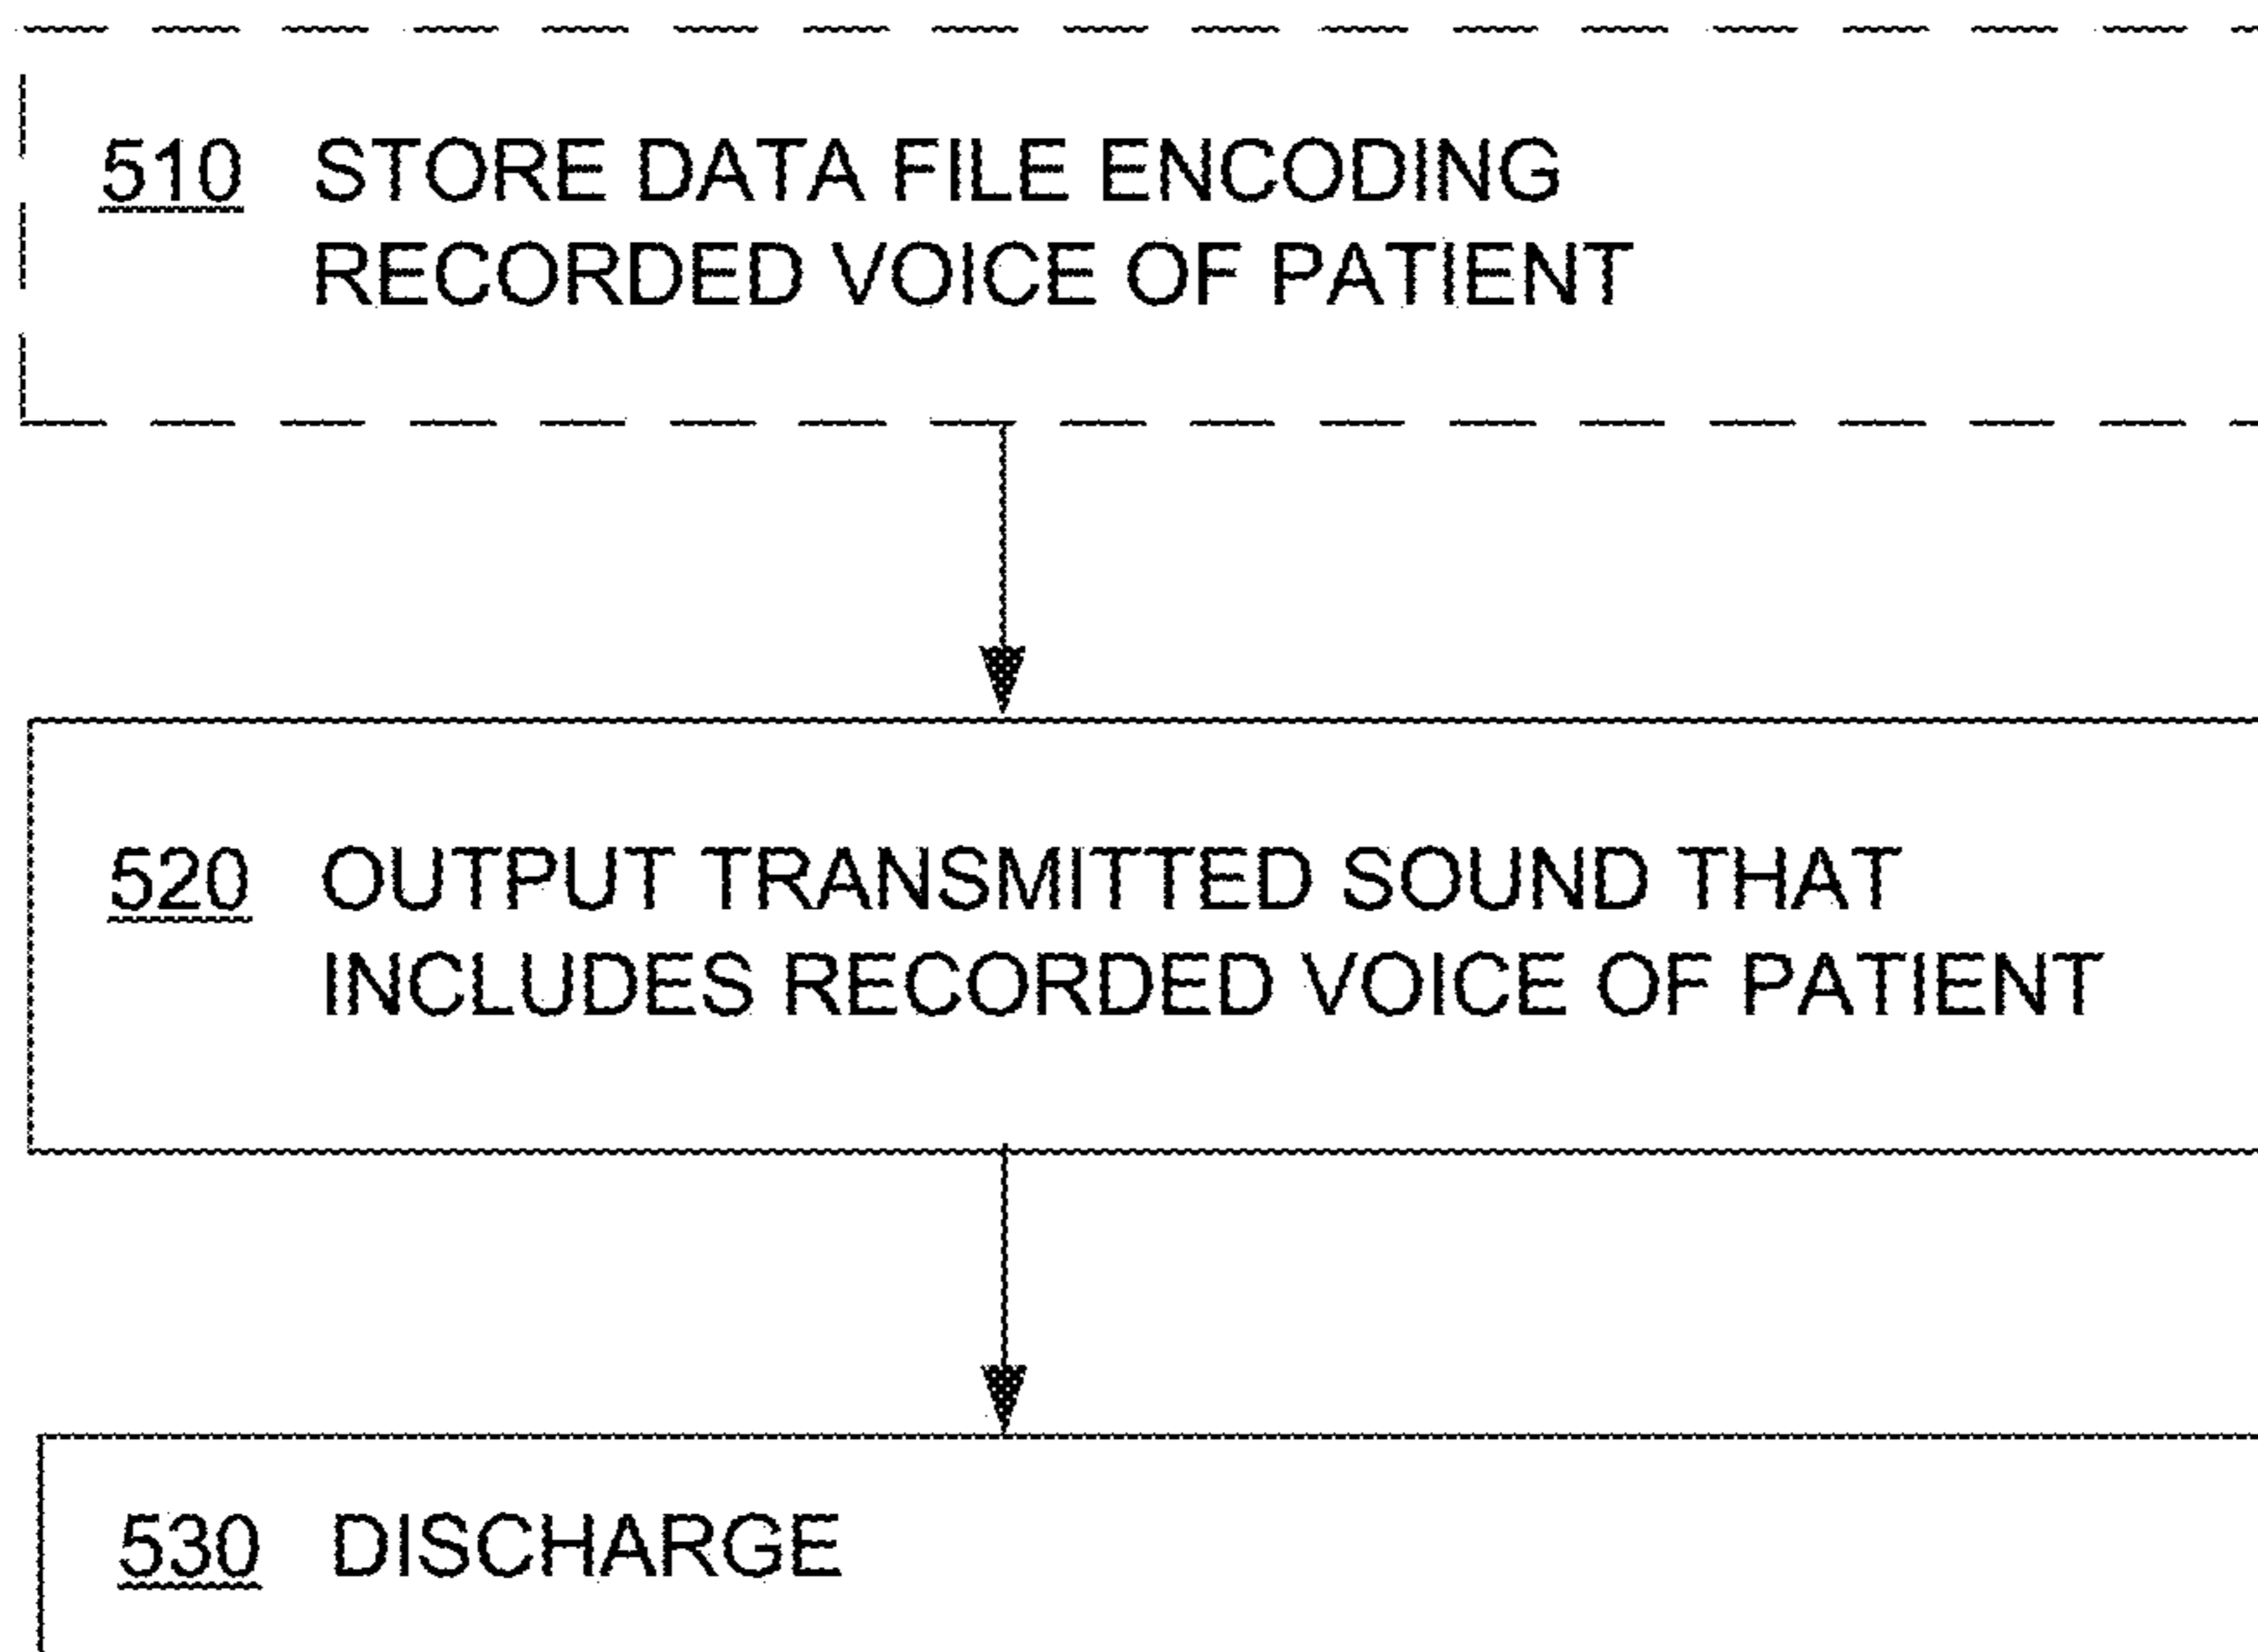 510 STORE DATA FILE ENCODING
RECORDED VOICE OF PATIENT
520 OUTPUT TRANSMITTED SOUND THAT
INCLUDES RECORDED VOICE OF PATIENT
530 DISCHARGE